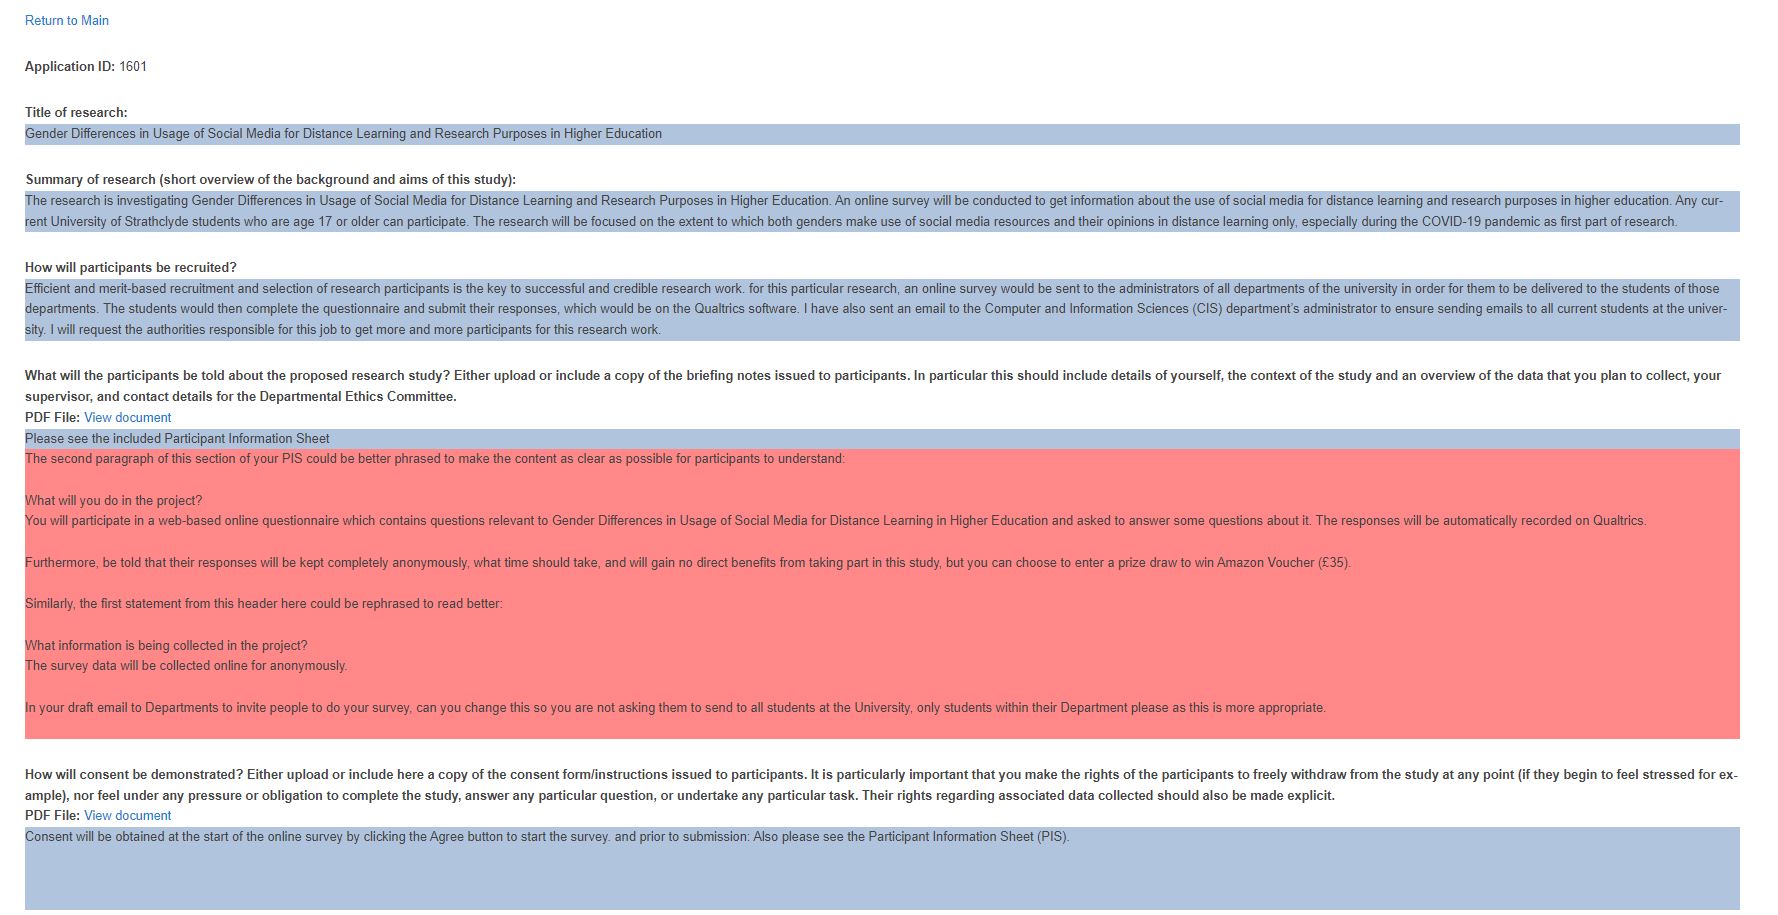 Return to Main
Application ID: 1601
Title of research:
Gender Differences in Usage of Social Media for Distance Learning and Research Purposes in Higher Education
Summary of research (short overview of the background and aims of this study):
The research is investigating Gender Differences in Usage of Social Media for Distance Learning and Research Purposes in Higher Education. An online survey will be conducted to get information about the use of social media for distance learning and research purposes in higher education. Any cur-
rent University of Strathclyde students who are age 17 or older can participate. The research will be focused on the extent to which both genders make use of social media resources and their opinions in distance learning only, especially during the COVID-19 pandemic as first part of research.
How will participants be recruited?
Efficient and merit-based recruitment and selection of research participants is the key to successful and credible research work. for this particular research, an online survey would be sent to the administrators of all departments of the university in order for them to be delivered to the students of those
departments. The students would then complete the questionnaire and submit their responses, which would be on the Qualtrics software. I have also sent an email to the Computer and Information Sciences (CIS) department's administrator to ensure sending emails to all current students at the univer-
sity. I will request the authorities responsible for this job to get more and more participants for this research work.
What will the participants be told about the proposed research study? Either upload or include a copy of the briefing notes issued to participants. In particular this should include details of yourself, the context of the study and an overview of the data that you plan to collect, your
supervisor, and contact details for the Departmental Ethics Committee.
PDF File: View document
Please see the included Participant Information Sheet
The second paragraph of this section of your PIS could be better phrased to make the content as clear as possible for participants to understand:
What will you do in the project?
You will participate in a web-based online questionnaire which contains questions relevant to Gender Differences in Usage of Social Media for Distance Learning in Higher Education and asked to answer some questions about it. The responses will be automatically recorded on Qualtrics.
Furthermore, be told that their responses will be kept completely anonymously, what time should take, and will gain no direct benefits from taking part in this study, but you can choose to enter a prize draw to win Amazon Voucher (£35).
Similarly, the first statement from this header here could be rephrased to read better:
What information is being collected in the project?
The survey data will be collected online for anonymously.
In your draft email to Departments to invite people to do your survey, can you change this so you are not asking them to send to all students at the University, only students within their Department please as this is more appropriate.
How will consent be demonstrated? Either upload or include here a copy of the consent form/instructions issued to participants. It is particularly important that you make the rights of the participants to freely withdraw from the study at any point (if they begin to feel stressed for ex-
ample), nor feel under any pressure or obligation to complete the study, answer any particular question, or undertake any particular task. Their rights regarding associated data collected should also be made explicit.
PDF File: View document
Consent will be obtained at the start of the online survey by clicking the Agree button to start the survey. and prior to submission: Also please see the Participant Information Sheet (PIS).